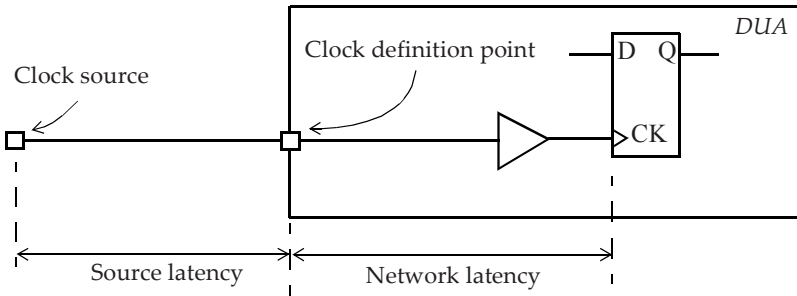 DUA
Clock definition point
Clock source
D Q
CK
Source latency
Network latency